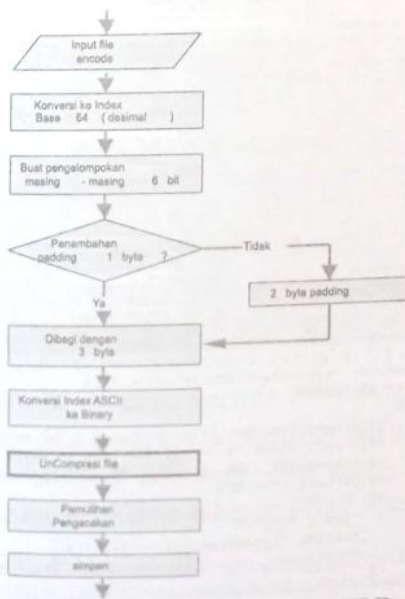 Input file
encode
Konversi ke Index
Base 64 ( desimal )
Buat pengelompokan
masing - masing 6 bit
Penambahan
padding 1 byte ?
Tidak
2 byte padding
Ya
Dibagi dengan
3 byte
Konversi Index ASCII
ke Binary
UnCompresi file
Pemulihan
Pengacakan
simpan